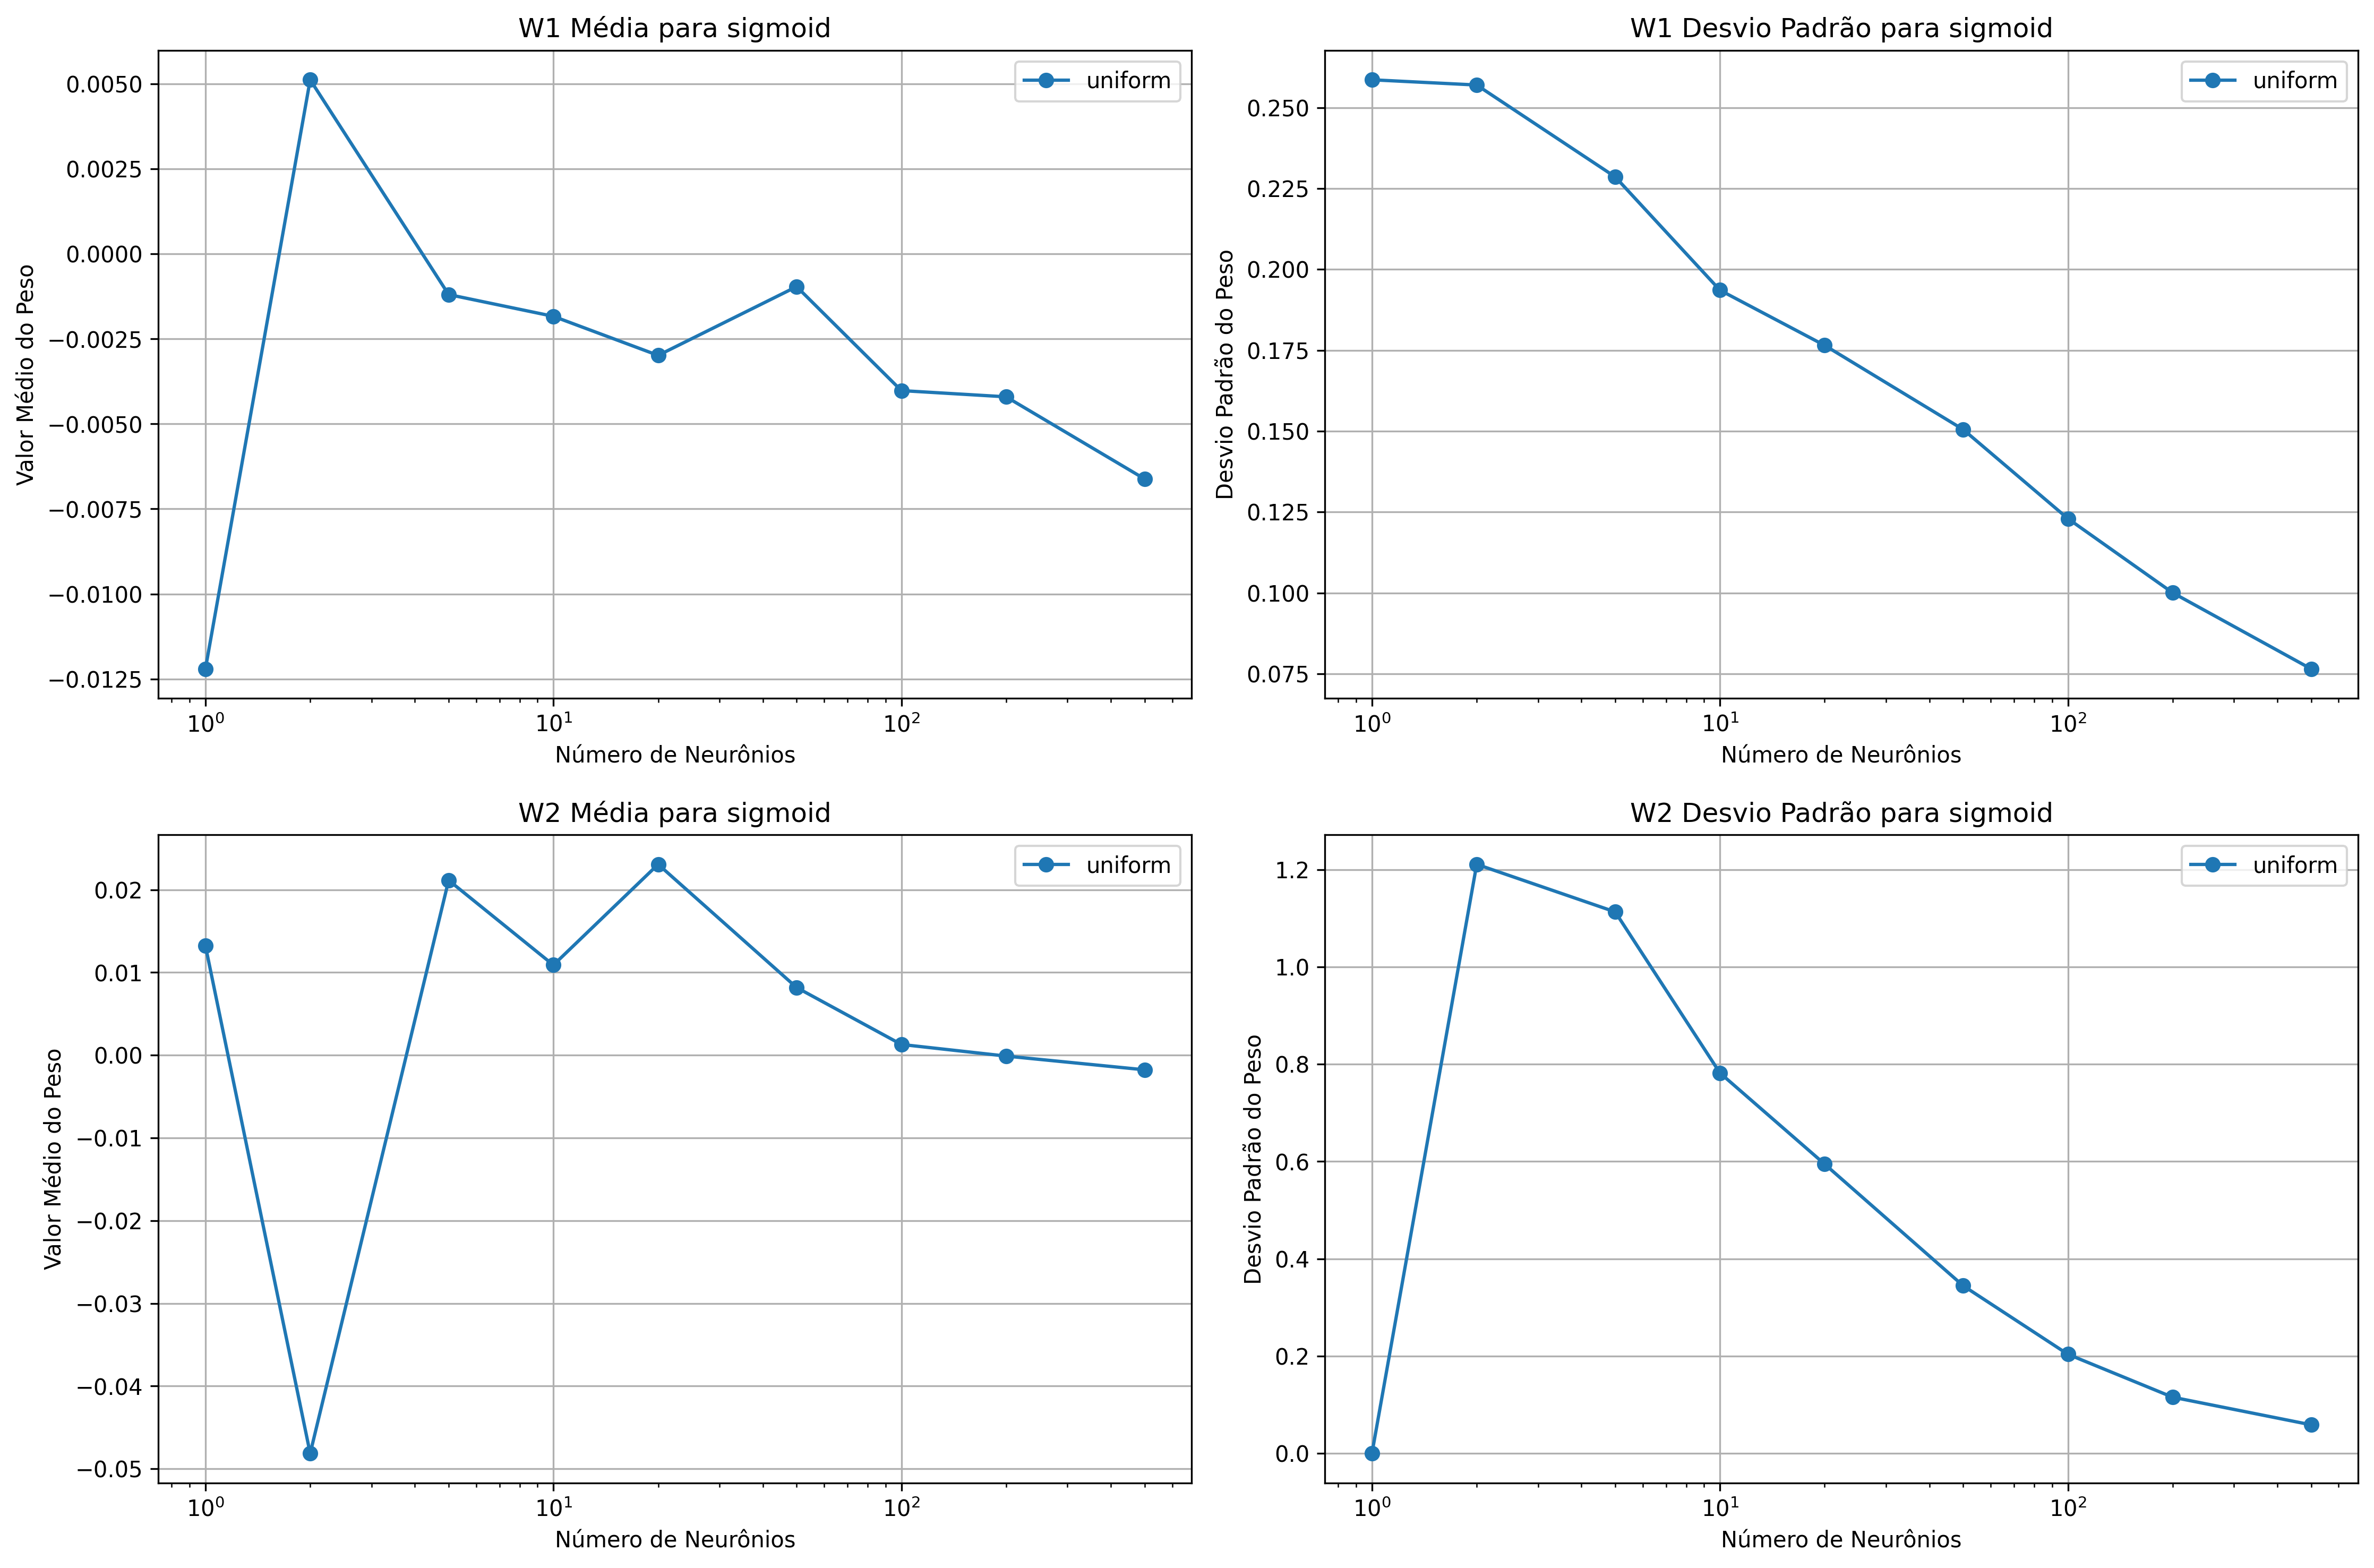 W1 Média para sigmoid
uniform
Valor Médio do Peso
0.0050
0.0025
0.0000
−0.0025
−0.0050
−0.0075
−0.0100
−0.0125
10⁰
10¹
10²
Número de Neurônios
W1 Desvio Padrão para sigmoid
uniform
Desvio Padrão do Peso
0.250
0.225
0.200
0.175
0.150
0.125
0.100
0.075
10⁰
10¹
10²
Número de Neurônios
W2 Média para sigmoid
uniform
Valor Médio do Peso
0.02
0.01
0.00
−0.01
−0.02
−0.03
−0.04
−0.05
10⁰
10¹
10²
Número de Neurônios
W2 Desvio Padrão para sigmoid
uniform
Desvio Padrão do Peso
1.2
1.0
0.8
0.6
0.4
0.2
0.0
10⁰
10¹
10²
Número de Neurônios